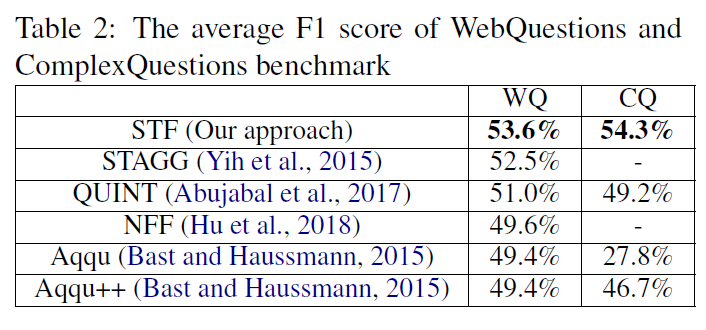 Table 2: The average F1 score of WebQuestions and
ComplexQuestions benchmark
WQ CQ
STF (Our approach) 53.6% 54.3%
STAGG (Yih et al., 2015) 52.5% -
QUINT (Abujabal et al., 2017) 51.0% 49.2%
NFF (Hu et al., 2018) 49.6% -
Aqqu (Bast and Haussmann, 2015) 49.4% 27.8%
Aqqu++ (Bast and Haussmann, 2015) 49.4% 46.7%